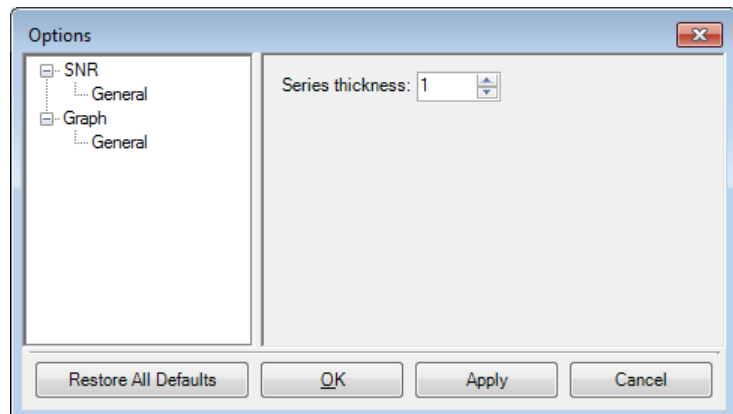 Options
SNR
General
Graph
General
Series thickness: 1
Restore All Defaults
OK
Apply
Cancel